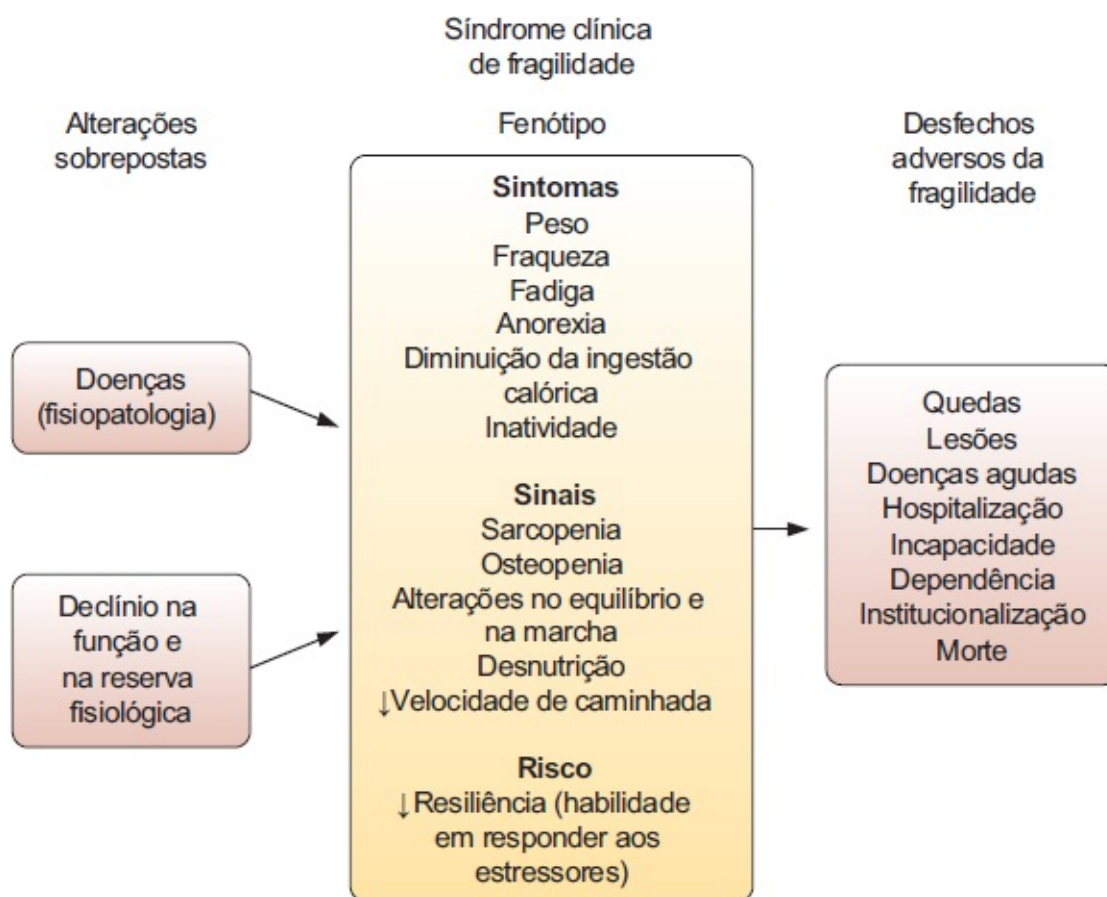 Síndrome clínica
de fragilidade
Alterações
sobrepostas
Fenótipo
Desfechos
adversos da
fragilidade
Doenças
(fisiopatologia)
Declínio na
função e
na reserva
fisiológica
Sintomas
Peso
Fraqueza
Fadiga
Anorexia
Diminuição da ingestão
calórica
Inatividade
Sinais
Sarcopenia
Osteopenia
Alterações no equilíbrio e
na marcha
Desnutrição
↓Velocidade de caminhada
Risco
↓Resiliência (habilidade
em responder aos
estressores)
Quedas
Lesões
Doenças agudas
Hospitalização
Incapacidade
Dependência
Institucionalização
Morte